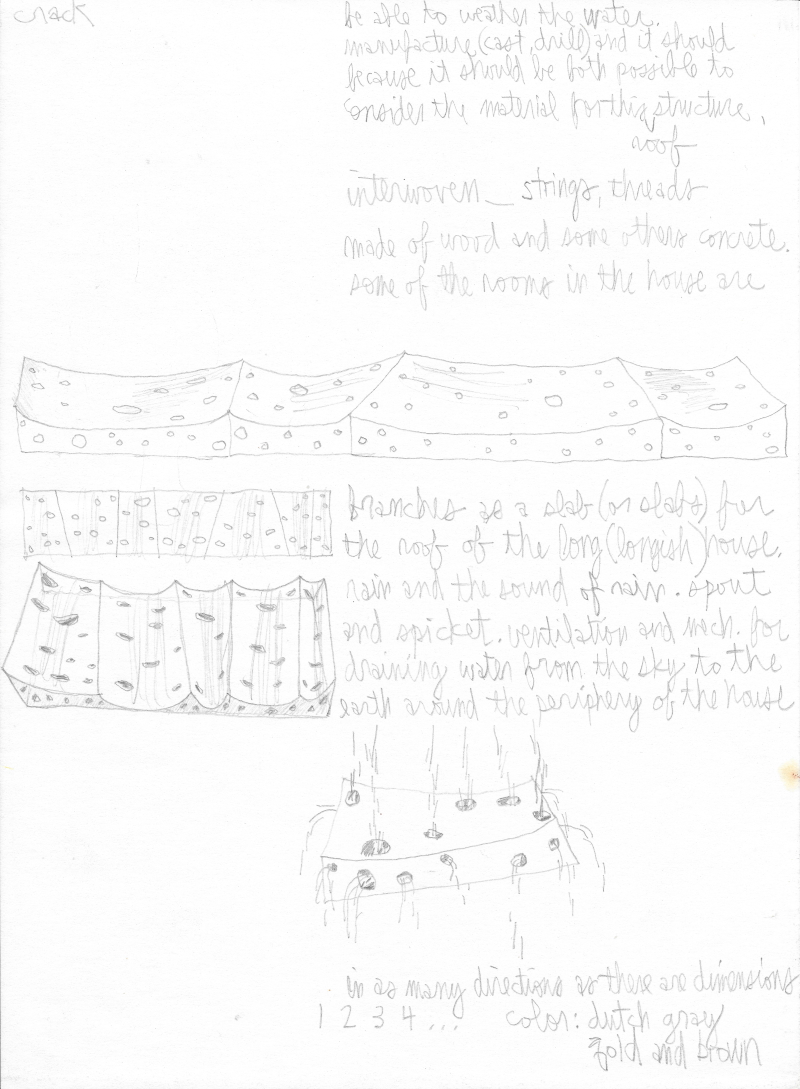 crack
be able to weather the water.
manufacture (cast, drill) and it should
because it should be both possible to
consider the material for this structure,
roof
interwoven_ strings, threads
made of wood and some others concrete.
some of the rooms in the house are
branches as a slab (or slabs) for
the roof of the long (longish) house.
rain and the sound of rain. spout
and spicket. ventilation and mech. for
draining water from the sky to the
earth around the periphery of the house
in as many directions as there are dimensions
1 2 3 4 ... color: dutch gray
gold and brown